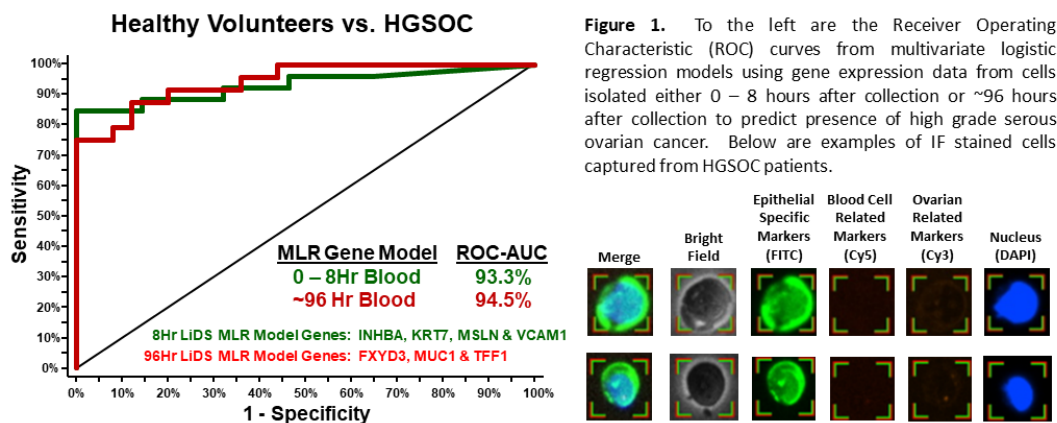 Healthy Volunteers vs. HGSOC
100%
90%
80%
70%
60%
50%
40%
30%
20%
10%
0%
Sensitivity
0%
10%
20%
30%
40%
50%
60%
70%
80%
90%
100%
1 - Specificity
MLR Gene Model ROC-AUC
0 – 8Hr Blood 93.3%
~96 Hr Blood 94.5%
8Hr LiDS MLR Model Genes: INHBA, KRT7, MSLN & VCAM1
96Hr LiDS MLR Model Genes: FXYD3, MUC1 & TFF1
Figure 1. To the left are the Receiver Operating
Characteristic (ROC) curves from multivariate logistic
regression models using gene expression data from cells
isolated either 0 – 8 hours after collection or ~96 hours
after collection to predict presence of high grade serous
ovarian cancer. Below are examples of IF stained cells
captured from HGSOC patients.
Merge
Bright
Field
Epithelial
Specific
Markers
(FITC)
Blood Cell
Related
Markers
(Cy5)
Ovarian
Related
Markers
(Cy3)
Nucleus
(DAPI)